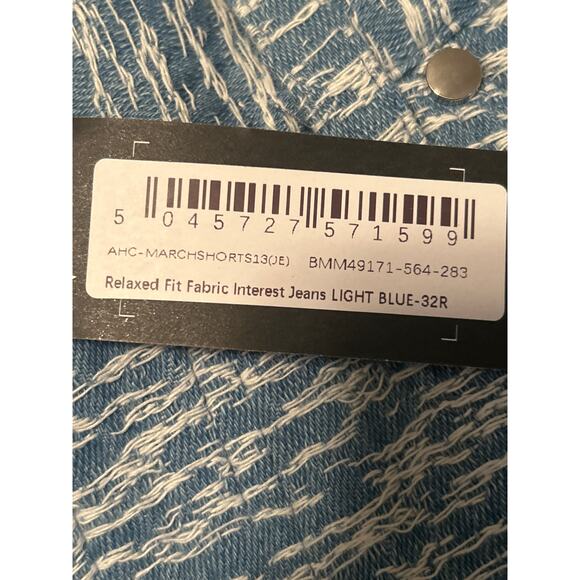 5 045727 571599
AHC-MARCHSHORTS13(JE) BMM49171-564-283
Relaxed Fit Fabric Interest Jeans LIGHT BLUE-32R